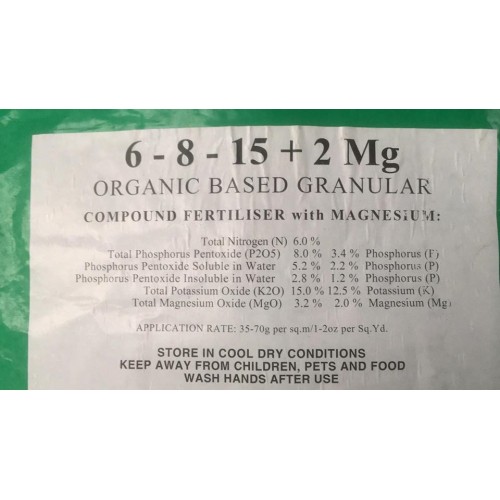 6 - 8 - 15 + 2 Mg
ORGANIC BASED GRANULAR
COMPOUND FERTILISER with MAGNESIUM:
Total Nitrogen (N) 6.0 %
Total Phosphorus Pentoxide (P2O5) 8.0 % 3.4 % Phosphorus (P)
Phosphorus Pentoxide Soluble in Water 5.2 % 2.2 % Phosphorus (P)
Phosphorus Pentoxide Insoluble in Water 2.8 % 1.2 % Phosphorus (P)
Total Potassium Oxide (K2O) 15.0 % 12.5 % Potassium (K)
Total Magnesium Oxide (MgO) 3.2 % 2.0 % Magnesium (Mg)
APPLICATION RATE: 35-70g per sq.m/1-2oz per Sq.Yd.
STORE IN COOL DRY CONDITIONS
KEEP AWAY FROM CHILDREN, PETS AND FOOD
WASH HANDS AFTER USE